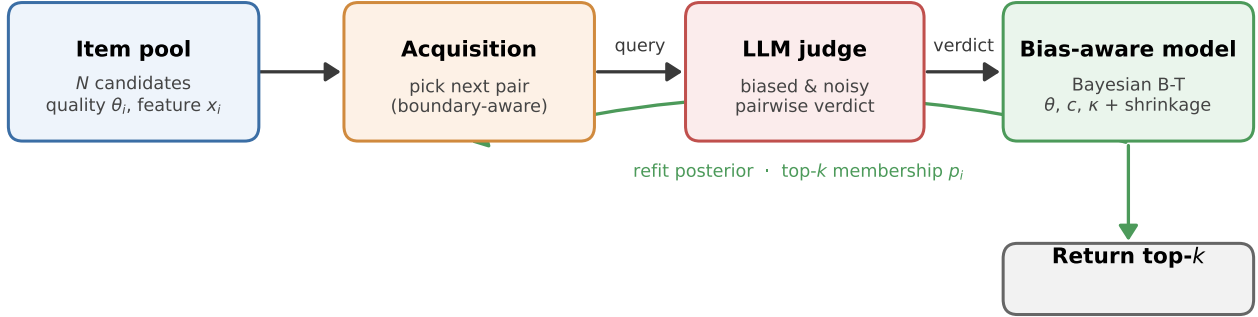 Item pool
N candidates
quality θᵢ, feature xᵢ
Acquisition
pick next pair
(boundary-aware)
query
LLM judge
biased & noisy
pairwise verdict
verdict
Bias-aware model
Bayesian B-T
θ, c, κ + shrinkage
refit posterior · top-k membership pᵢ
Return top-k